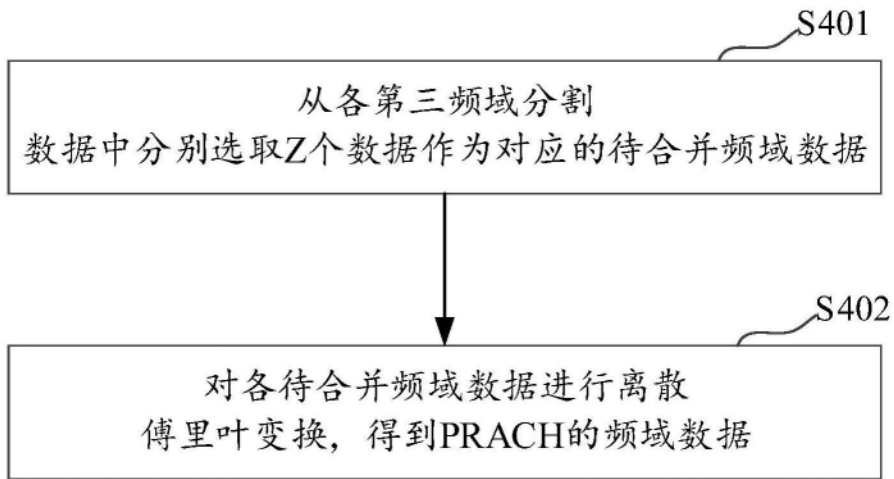 S401
从各第三频域分割
数据中分别选取Z个数据作为对应的待合并频域数据
S402
对各待合并频域数据进行离散
傅里叶变换，得到PRACH的频域数据